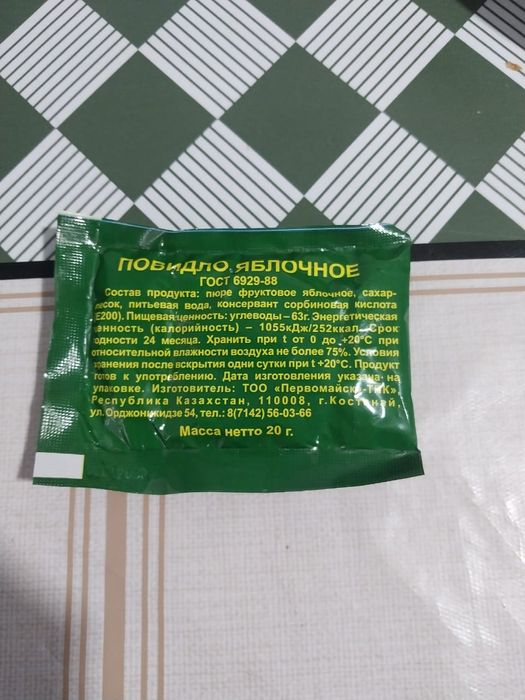 ПОВИДЛО ЯБЛОЧНОЕ
ГОСТ 6929-88
Состав продукта: пюре фруктовое яблочное, сахар-
песок, питьевая вода, консервант сорбиновая кислота
(Е200). Пищевая ценность: углеводы – 63г. Энергетическая
ценность (калорийность) – 1055кДж/252ккал. Срок
годности 24 месяца. Хранить при t от 0 до +20°С при
относительной влажности воздуха не более 75%. Условия
хранения после вскрытия одни сутки при t +20°С. Продукт
готов к употреблению. Дата изготовления указана на
упаковке. Изготовитель: ТОО «Первомайск
Республика Казахстан, 110008, г.Костанай,
ул.Орджоникидзе 54, тел.: 8(7142) 56-03-66
Масса нетто 20 г.